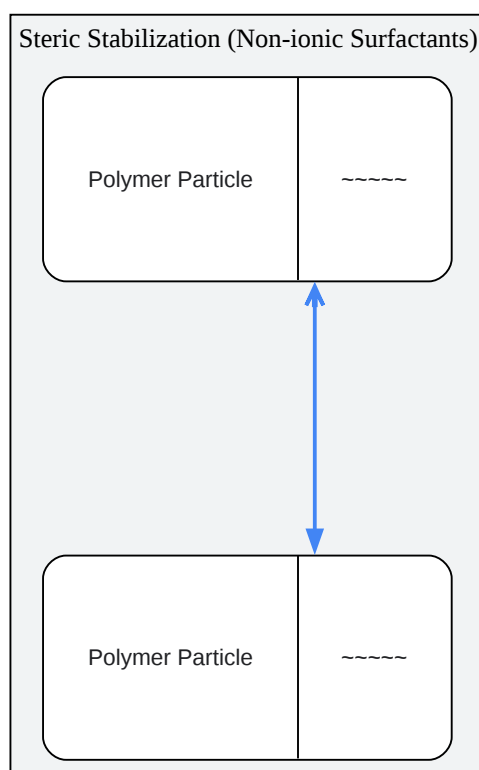 Steric Stabilization (Non-ionic Surfactants)
Polymer Particle
~~~~~
Polymer Particle
~~~~~